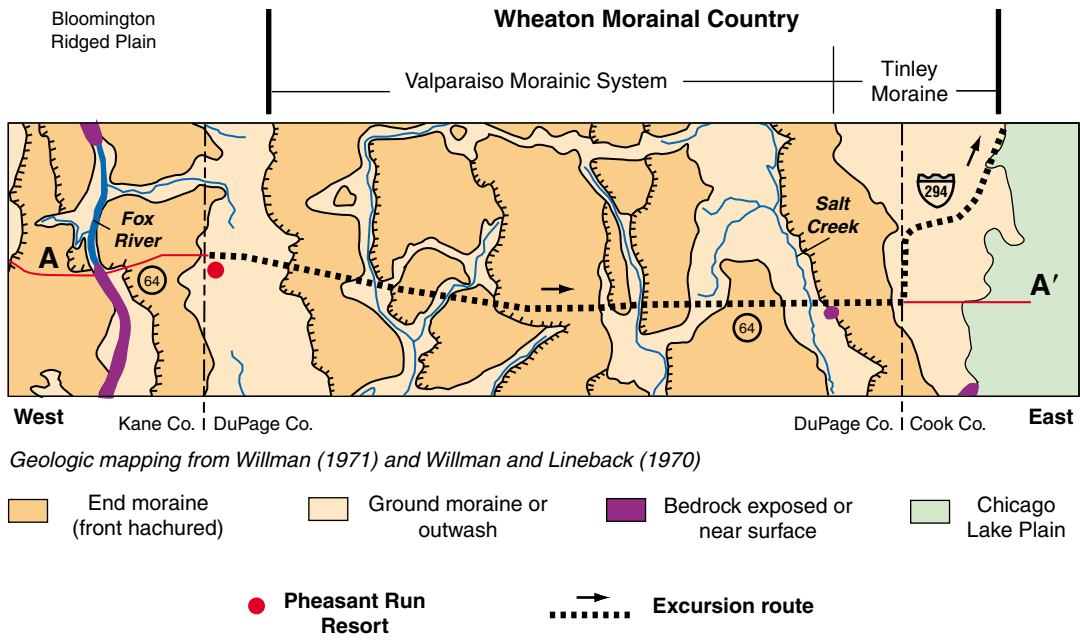 Bloomington
Ridged Plain
Wheaton Morainal Country
Valparaiso Morainic System
Tinley
Moraine
294
Fox
River
Salt
Creek
A
64
A′
64
West
Kane Co.
DuPage Co.
DuPage Co.
Cook Co.
East
Geologic mapping from Willman (1971) and Willman and Lineback (1970)
End moraine
(front hachured)
Ground moraine or
outwash
Bedrock exposed or
near surface
Chicago
Lake Plain
Pheasant Run
Resort
Excursion route